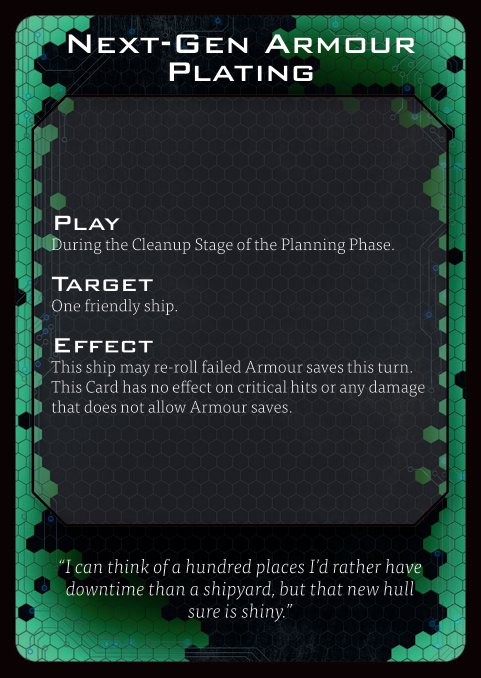 Next-Gen Armour
Plating
Play
During the Cleanup Stage of the Planning Phase.
Target
One friendly ship.
Effect
This ship may re-roll failed Armour saves this turn.
This Card has no effect on critical hits or any damage
that does not allow Armour saves.
“I can think of a hundred places I’d rather have
downtime than a shipyard, but that new hull
sure is shiny.”